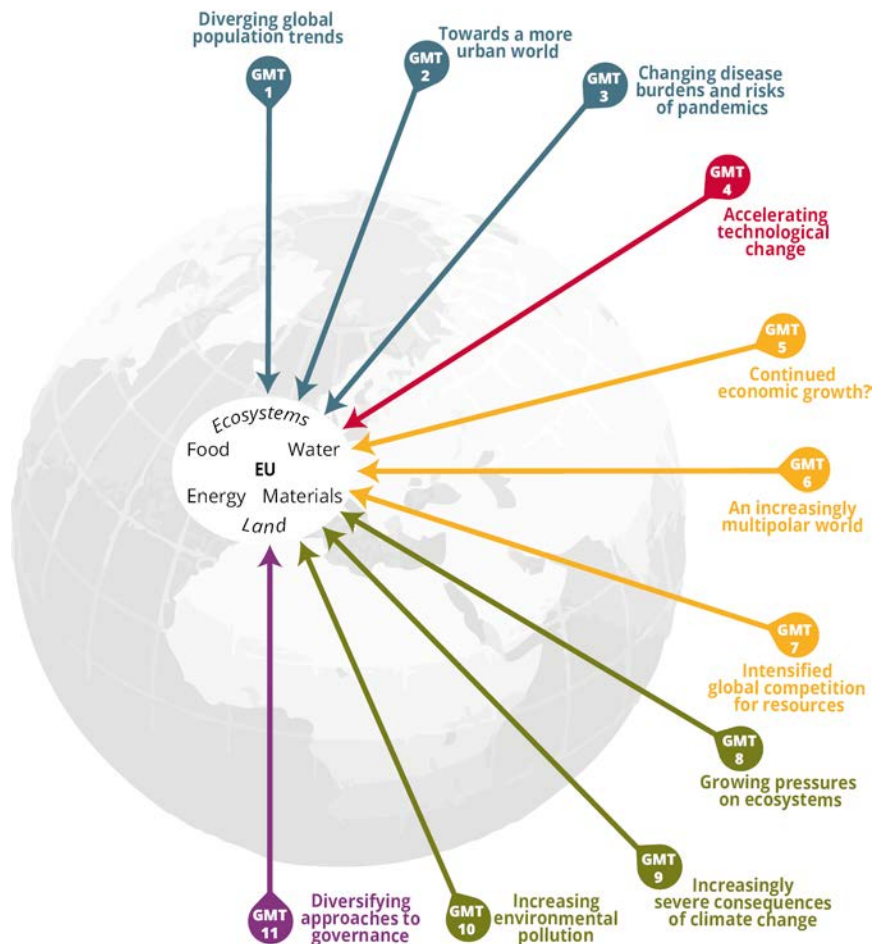 Diverging global
population trends
GMT
1
Towards a more
urban world
GMT
2
Changing disease
burdens and risks
of pandemics
GMT
3
GMT
4
Accelerating
technological
change
GMT
5
Continued
economic growth?
GMT
6
An increasingly
multipolar world
GMT
7
Intensified
global competition
for resources
GMT
8
Growing pressures
on ecosystems
GMT
9
Increasingly
severe consequences
of climate change
GMT
10
Increasing
environmental
pollution
GMT
11
Diversifying
approaches to
governance
Ecosystems
Food Water
EU
Energy Materials
Land